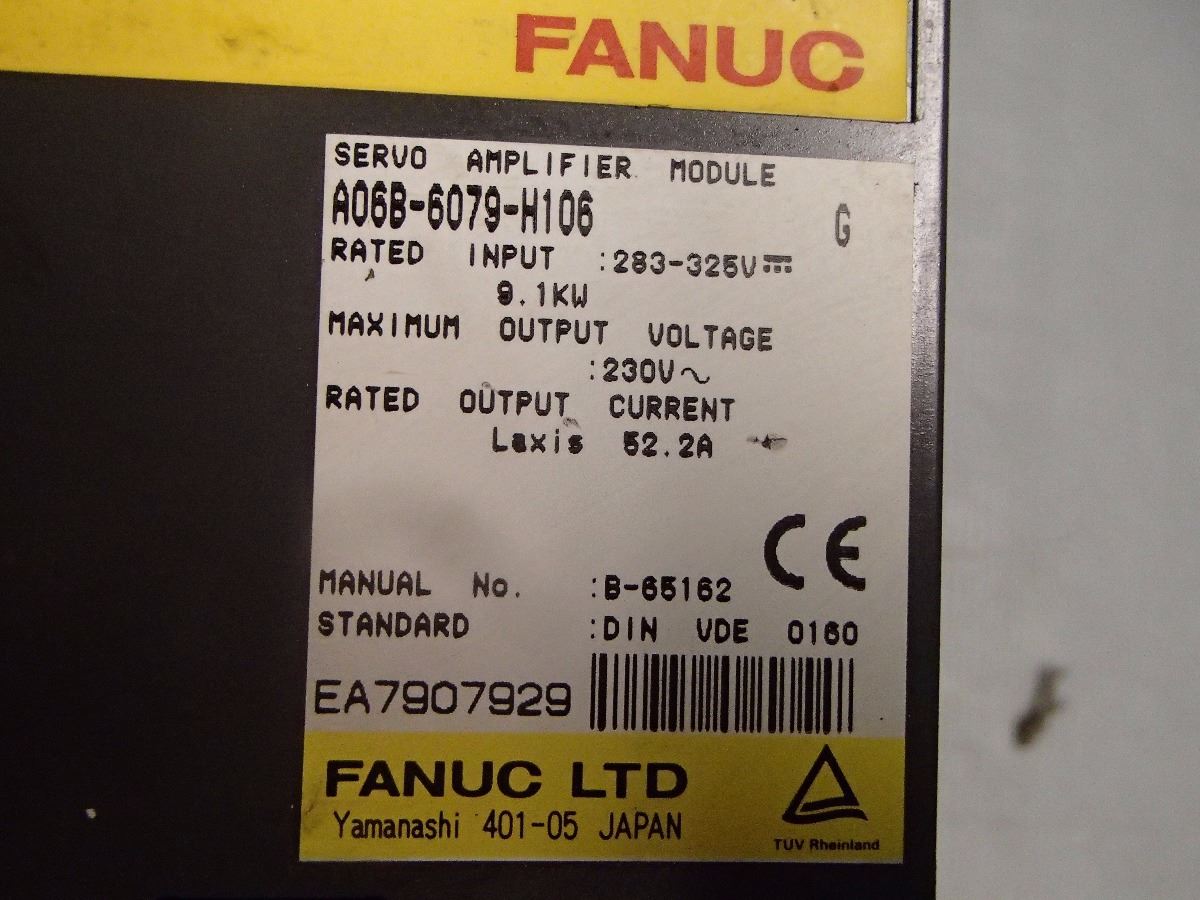 FANUC
SERVO AMPLIFIER MODULE
A06B-6079-H106 G
RATED INPUT :283-325V⎓
9.1KW
MAXIMUM OUTPUT VOLTAGE
:230V~
RATED OUTPUT CURRENT
Laxis 52.2A
CE
MANUAL No. :B-65162
STANDARD :DIN VDE 0160
EA7907929
FANUC LTD
Yamanashi 401-05 JAPAN
TUV Rheinland